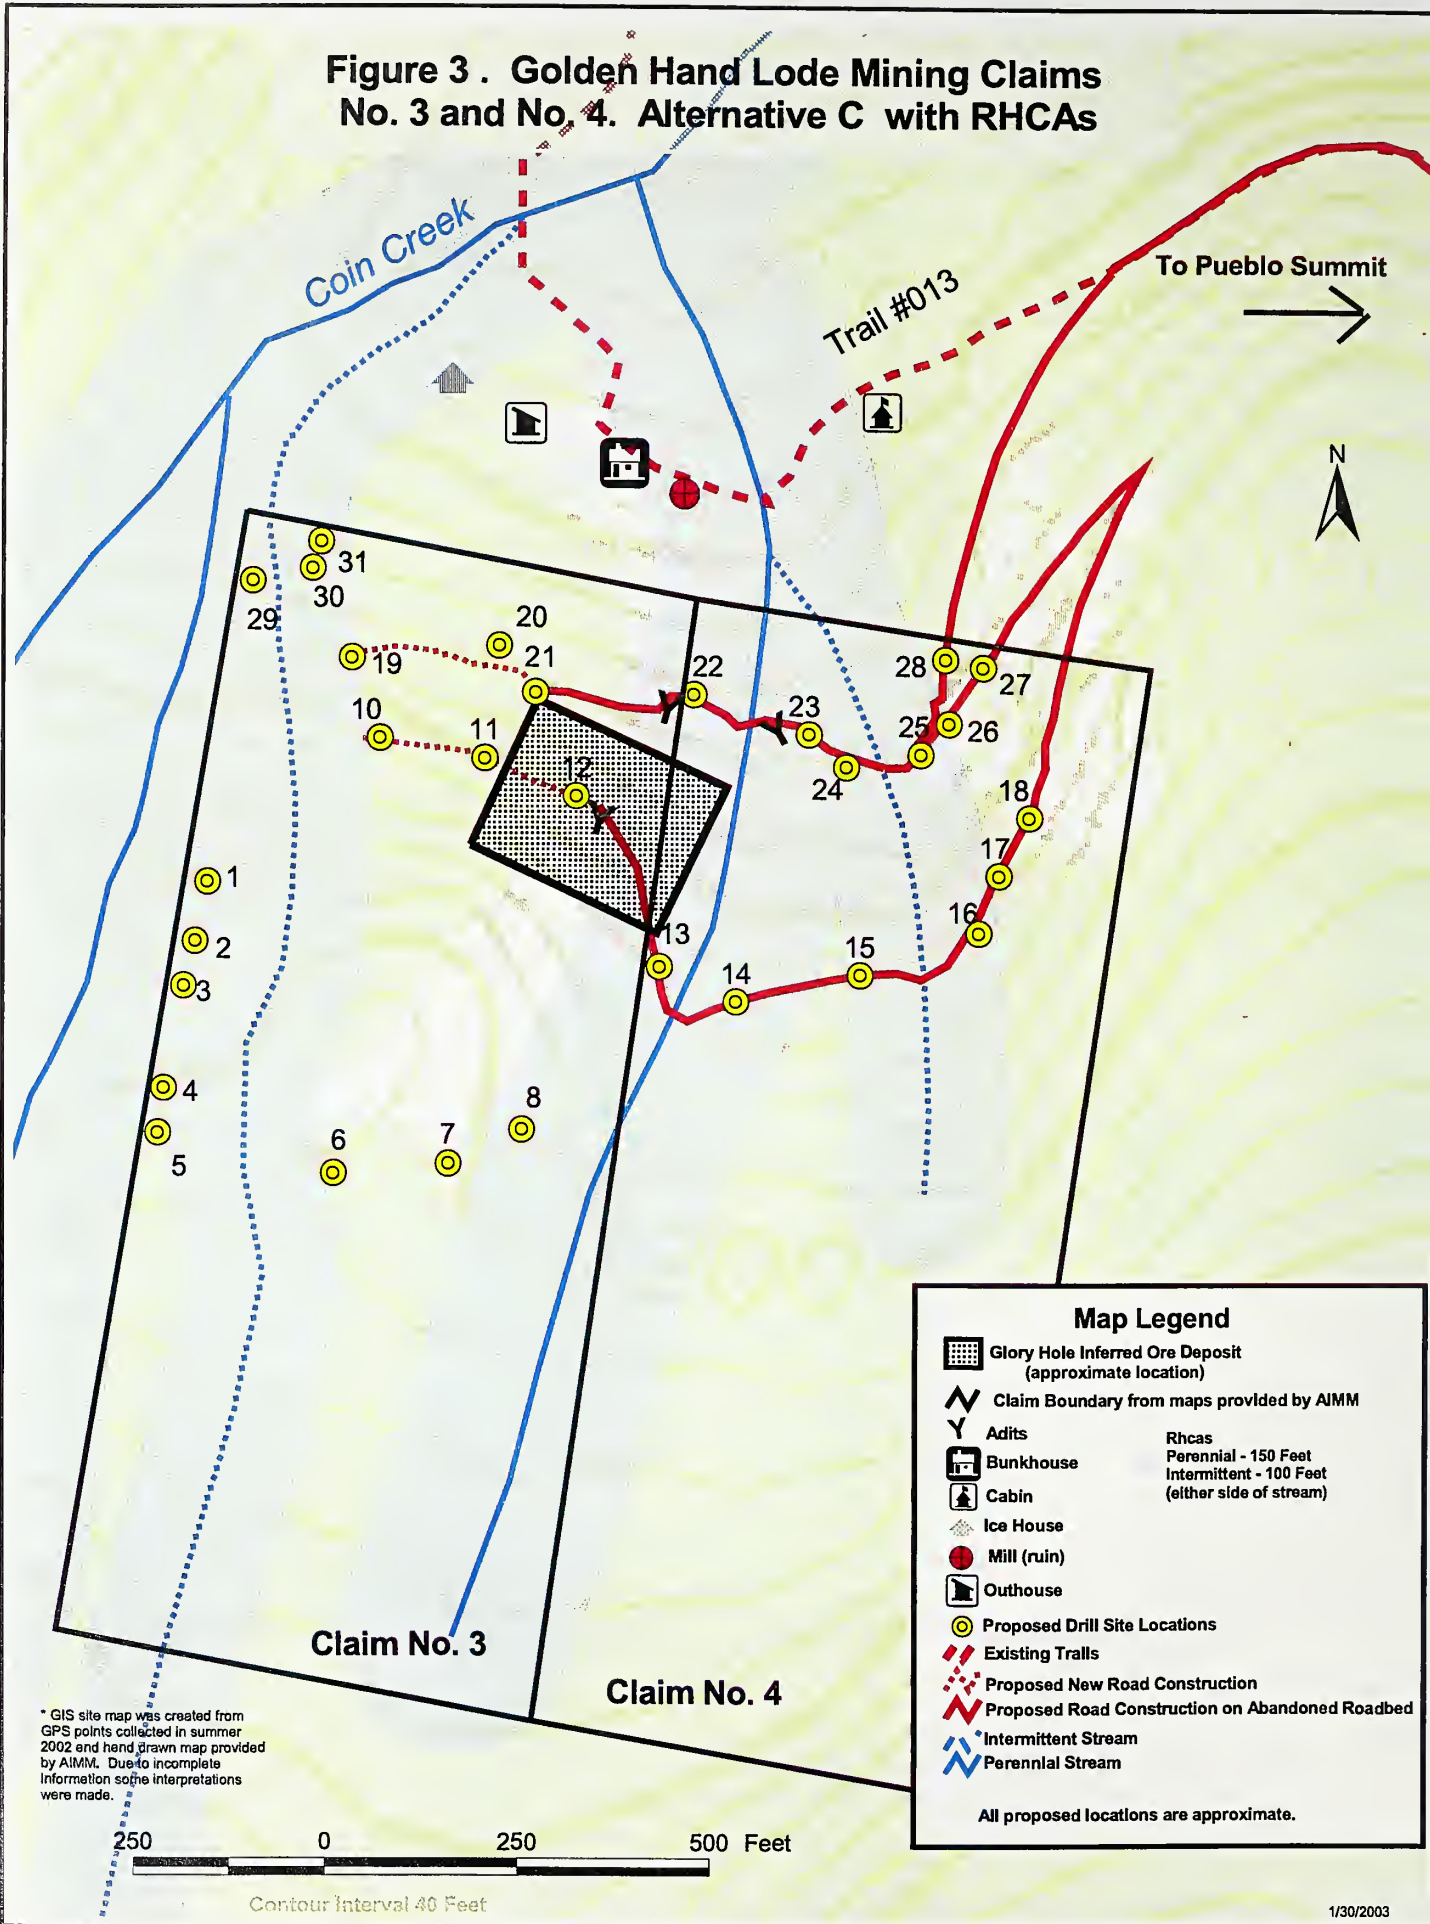 Figure 3 . Golden Hand Lode Mining Claims
No. 3 and No. 4. Alternative C with RHCAs
Coin Creek
Trail #013
To Pueblo Summit
N
31
30
29
20
19
21
22
28
27
10
11
23
25
26
12
24
18
17
1
16
2
13
15
3
14
4
8
7
6
5
Claim No. 3
Claim No. 4
Map Legend
Glory Hole Inferred Ore Deposit
(approximate location)
Claim Boundary from maps provided by AIMM
Adits
Bunkhouse
Cabin
Ice House
Mill (ruin)
Outhouse
Rhcas
Perennial - 150 Feet
Intermittent - 100 Feet
(either side of stream)
Proposed Drill Site Locations
Existing Trails
Proposed New Road Construction
Proposed Road Construction on Abandoned Roadbed
Intermittent Stream
Perennial Stream
All proposed locations are approximate.
* GIS site map was created from
GPS points collected in summer
2002 and hand drawn map provided
by AIMM. Due to incomplete
Information some interpretations
were made.
250 0 250 500 Feet
Contour Interval 40 Feet
1/30/2003